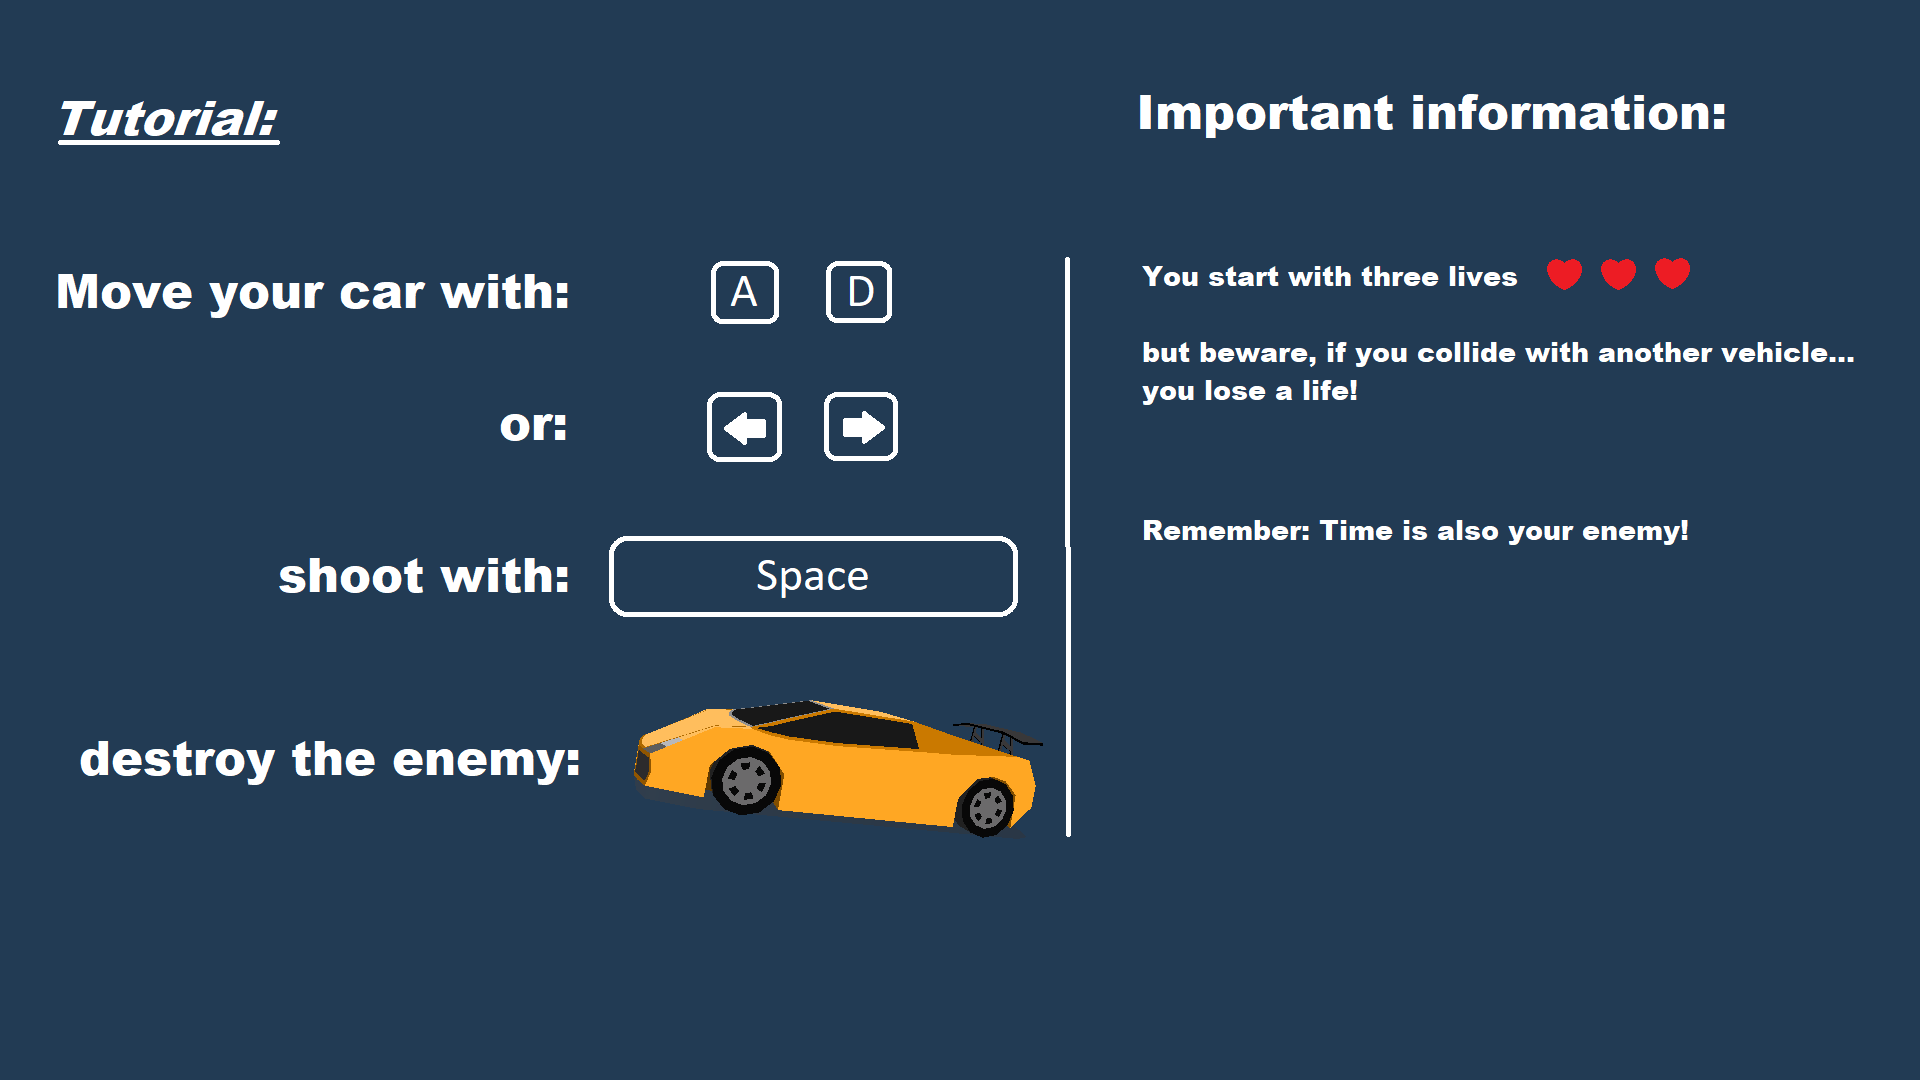 Tutorial:
Move your car with: A D
or:
shoot with: Space
destroy the enemy:
Important information:
You start with three lives
but beware, if you collide with another vehicle...
you lose a life!
Remember: Time is also your enemy!